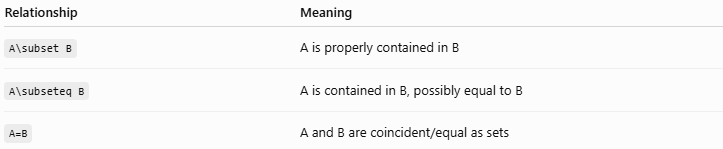 Relationship Meaning
A\subset B A is properly contained in B
A\subseteq B A is contained in B, possibly equal to B
A=B A and B are coincident/equal as sets